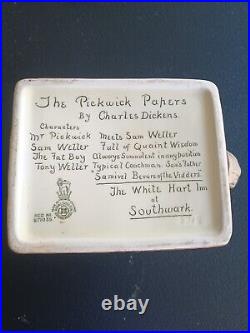 The Pickwick Papers
By Charles Dickens.
Characters
Mr Pickwick Meets Sam Weller
Sam Weller Full of Quaint Wisdom
The Fat Boy Always Somnolent in any position
Tony Weller Typical Coachman Sam's Father
"Samivel Beware of the Vidders"
The White Hart Inn
at
Southwark.
REG. No.